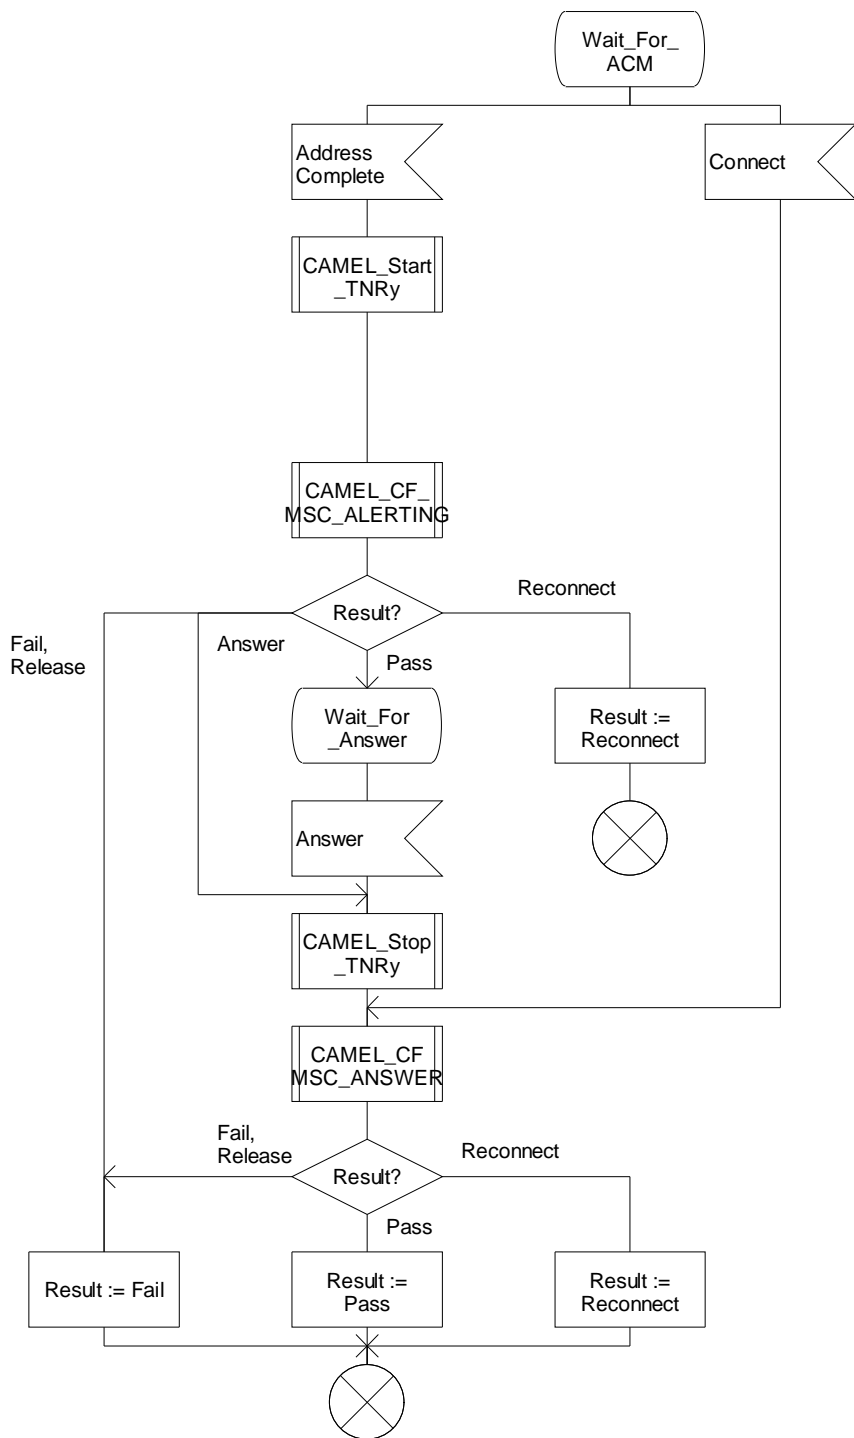 Wait_For_
ACM
Address
Complete
Connect
CAMEL_Start
_TNRy
CAMEL_CF_
MSC_ALERTING
Result?
Reconnect
Fail,
Release
Answer
Pass
Wait_For
_Answer
Result :=
Reconnect
Answer
CAMEL_Stop
_TNRy
CAMEL_CF
MSC_ANSWER
Fail,
Release
Result?
Reconnect
Pass
Result := Fail
Result :=
Pass
Result :=
Reconnect